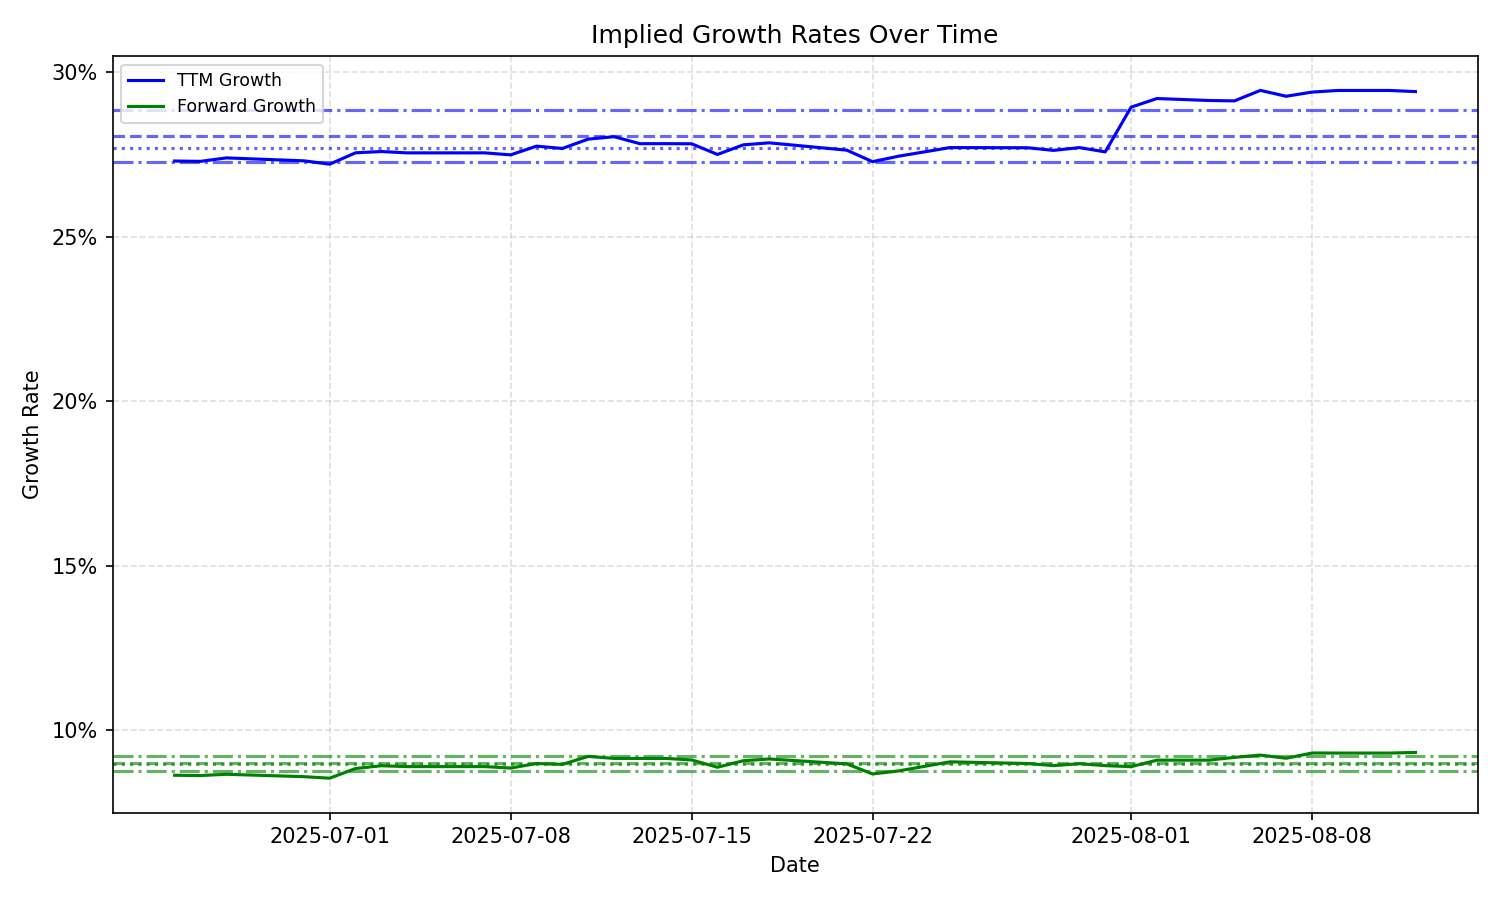 Implied Growth Rates Over Time
TTM Growth
Forward Growth
30%
25%
20%
15%
10%
Growth Rate
2025-07-01
2025-07-08
2025-07-15
2025-07-22
2025-08-01
2025-08-08
Date